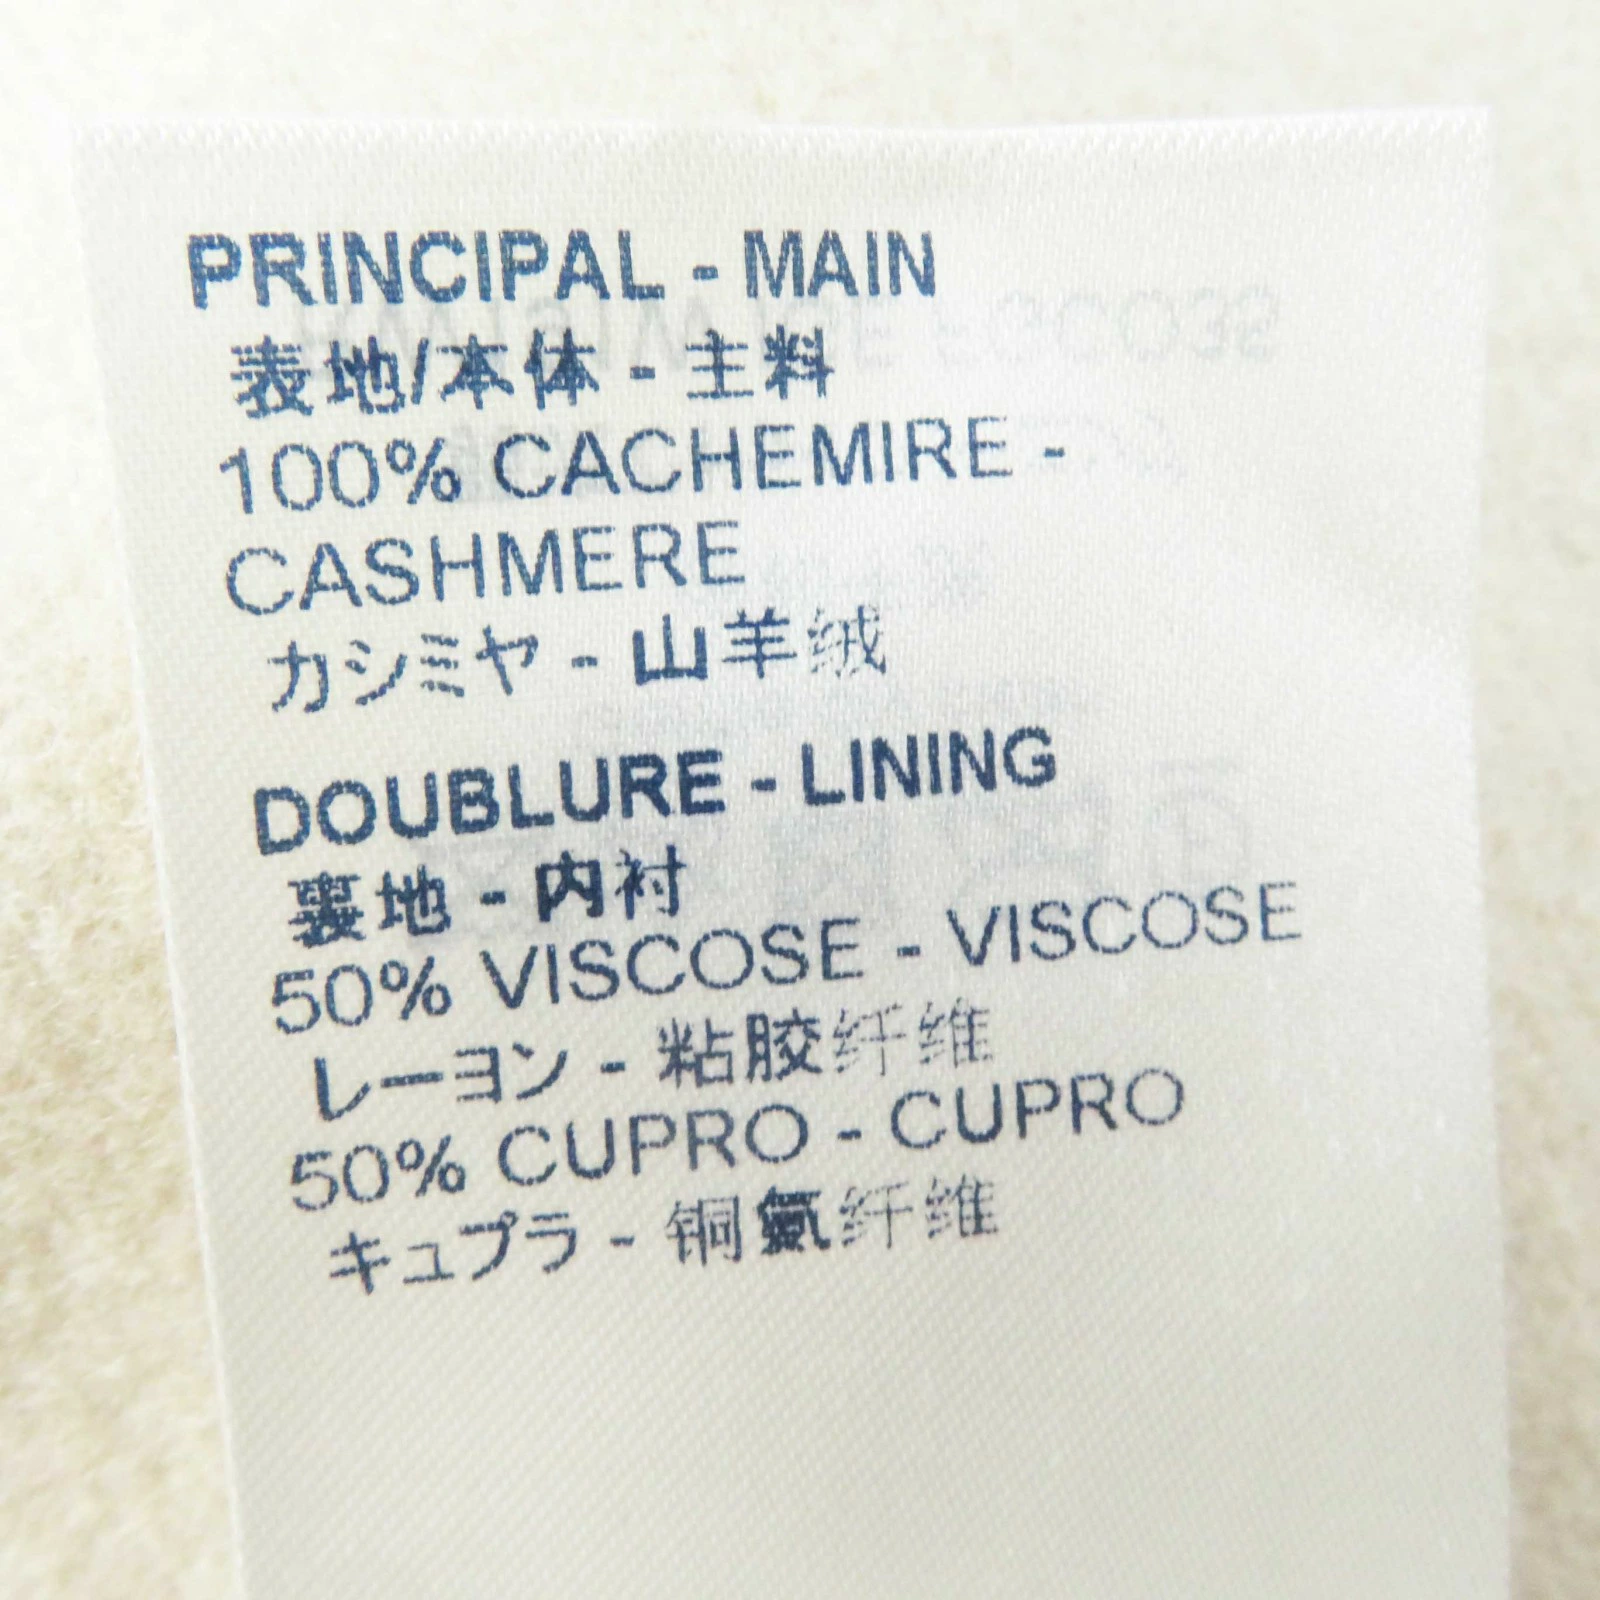 PRINCIPAL - MAIN
表地/本体 - 主料
100% CACHEMIRE -
CASHMERE
カシミヤ - 山羊绒
DOUBLURE - LINING
裏地 - 内衬
50% VISCOSE - VISCOSE
レーヨン - 粘胶纤维
50% CUPRO - CUPRO
キュプラ - 铜氨纤维